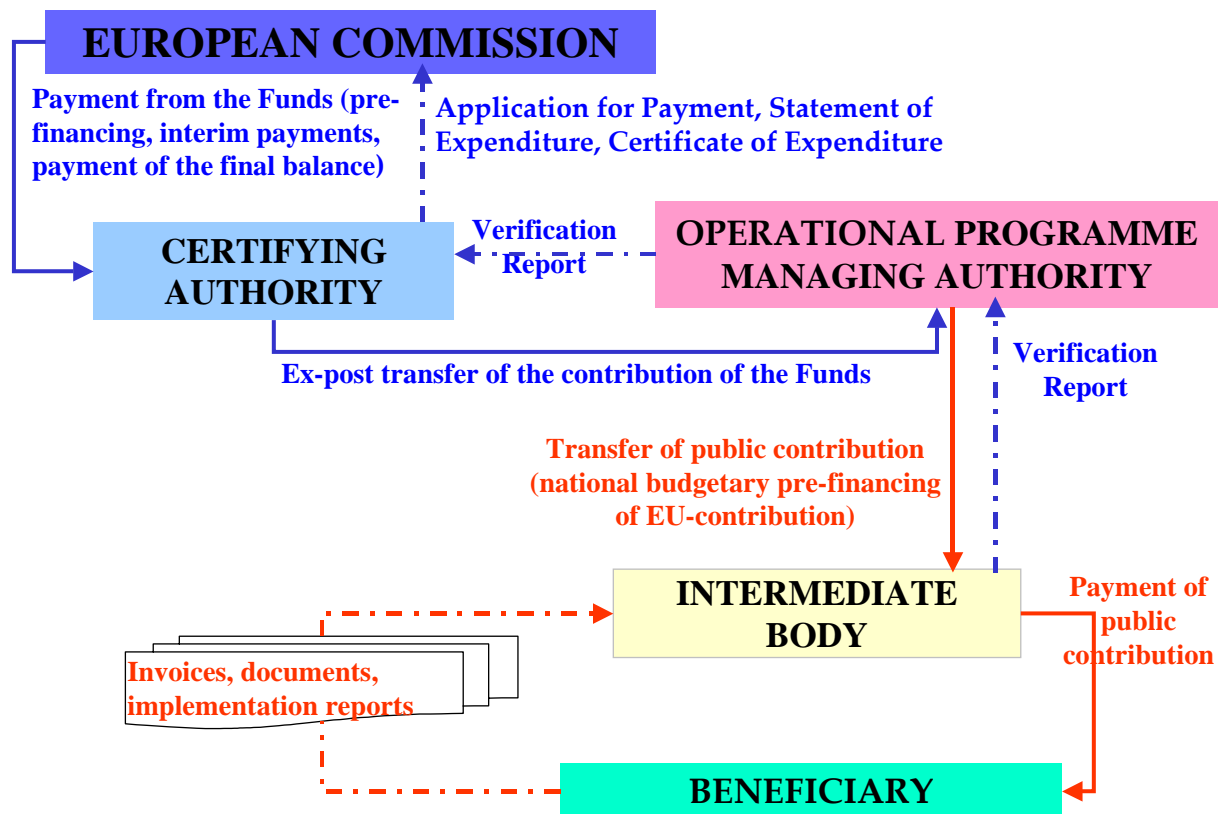 EUROPEAN COMMISSION
Payment from the Funds (pre-
financing, interim payments,
payment of the final balance)
Application for Payment, Statement of
Expenditure, Certificate of Expenditure
CERTIFYING
AUTHORITY
Verification
Report
OPERATIONAL PROGRAMME
MANAGING AUTHORITY
Ex-post transfer of the contribution of the Funds
Verification
Report
Transfer of public contribution
(national budgetary pre-financing
of EU-contribution)
INTERMEDIATE
BODY
Payment of
public
contribution
Invoices, documents,
implementation reports
BENEFICIARY